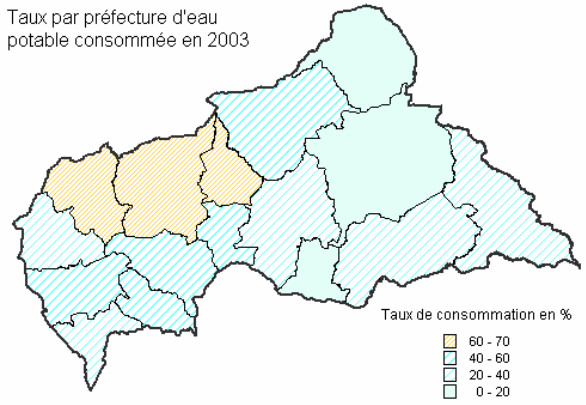 Taux par préfecture d'eau
potable consommée en 2003
Taux de consommation en %
60 - 70
40 - 60
20 - 40
0 - 20